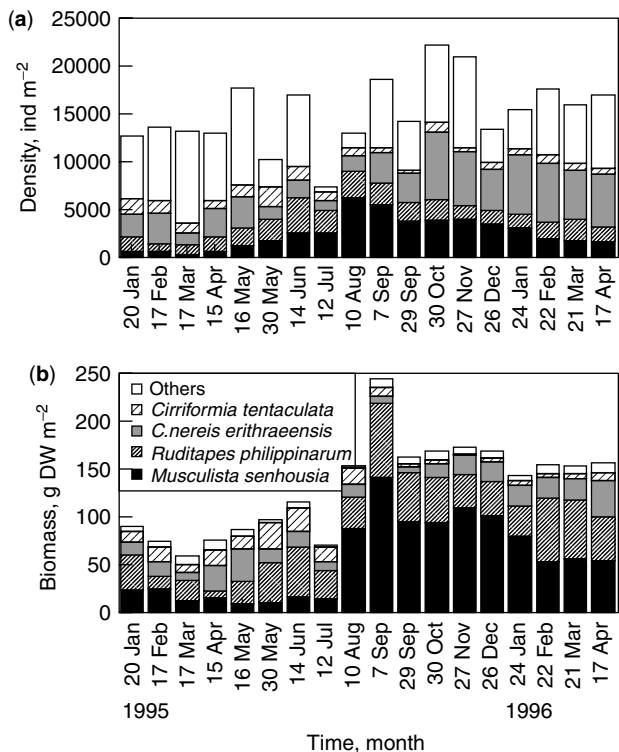 (a)
25000
20000
15000
10000
5000
0
Density, ind m−2
20 Jan
17 Feb
17 Mar
15 Apr
16 May
30 May
14 Jun
12 Jul
10 Aug
7 Sep
29 Sep
30 Oct
27 Nov
26 Dec
24 Jan
22 Feb
21 Mar
17 Apr
(b)
250
200
150
100
50
0
Biomass, g DW m−2
Others
Cirriformia tentaculata
C.nereis erithraeensis
Ruditapes philippinarum
Musculista senhousia
20 Jan
17 Feb
17 Mar
15 Apr
16 May
30 May
14 Jun
12 Jul
10 Aug
7 Sep
29 Sep
30 Oct
27 Nov
26 Dec
24 Jan
22 Feb
21 Mar
17 Apr
1995
1996
Time, month